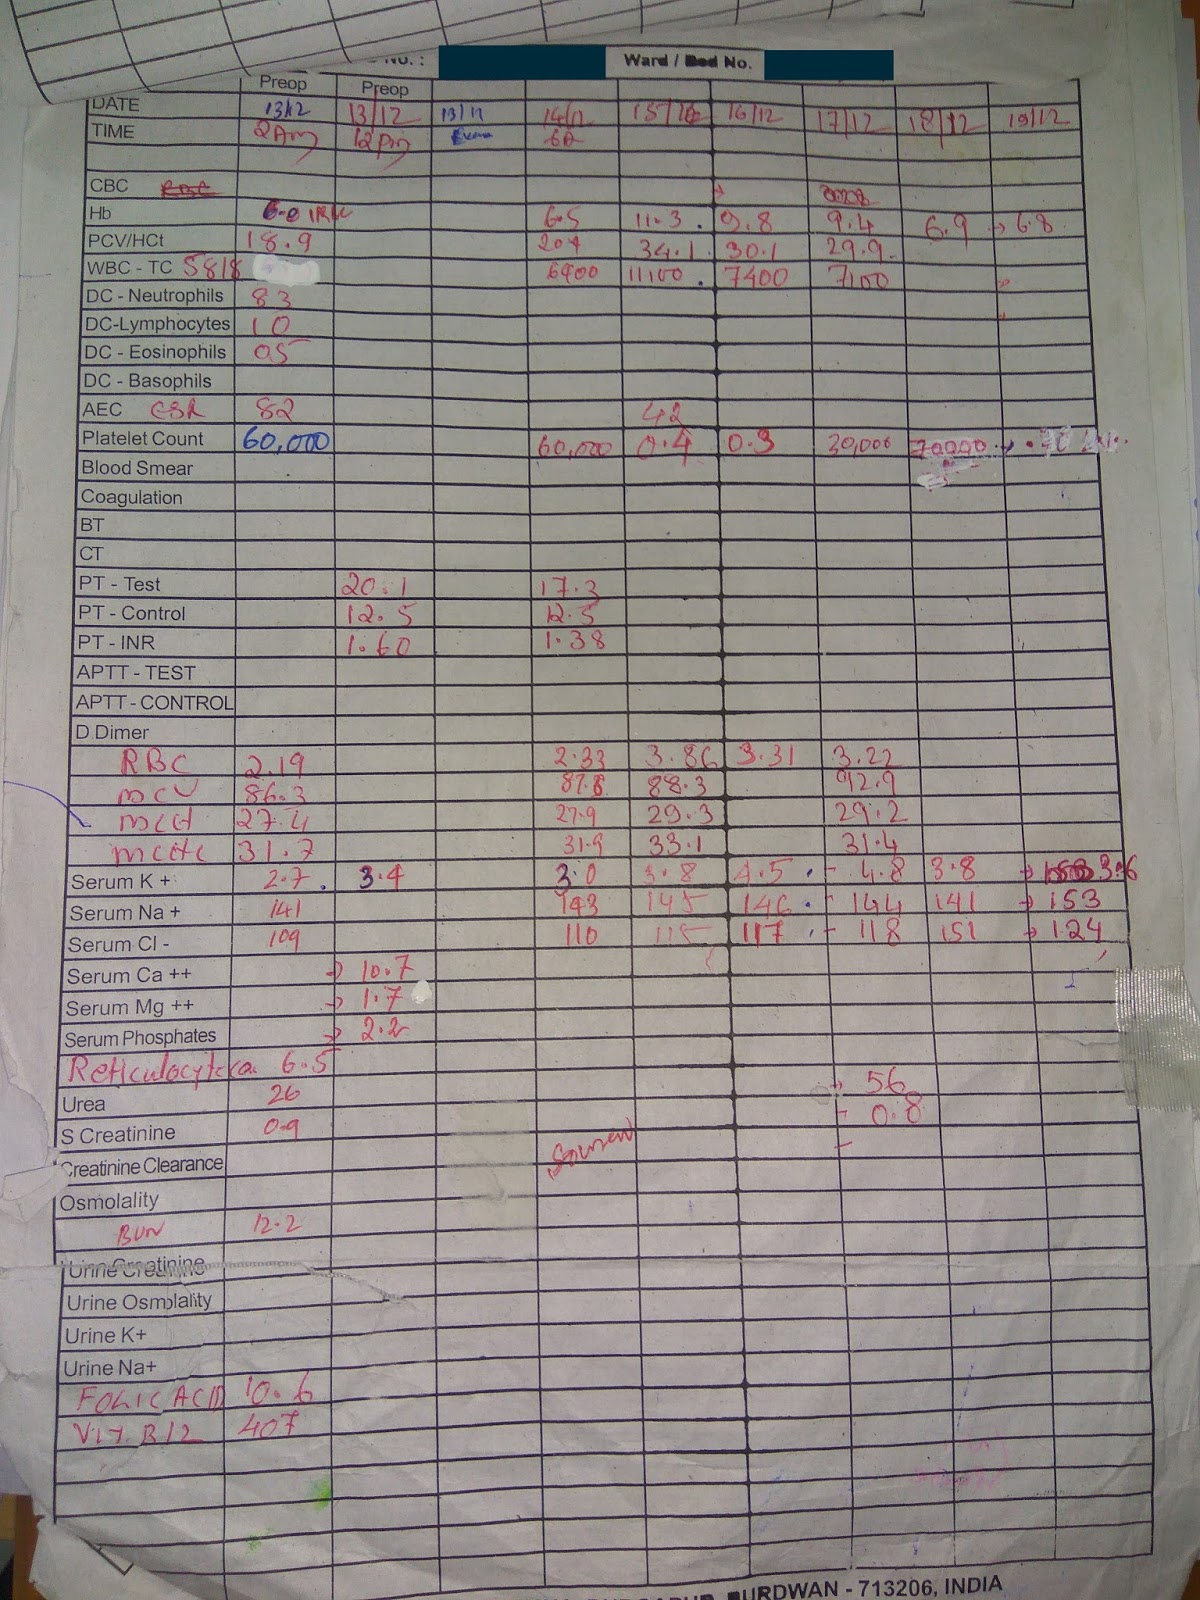 No. : Ward / Bed No.
Preop Preop
DATE 13/12 13/12 13/12 14/12 15/12 16/12 17/12 18/12 19/12
TIME 2Am 12pm
CBC
Hb 6.0 6.5 11.3 9.8 9.4 6.9 → 6.8
PCV/HCt 18.9 34.1 30.1 29.9
WBC - TC 5818 6900 11100 7400 7100
DC - Neutrophils 83
DC-Lymphocytes 10
DC - Eosinophils 05
DC - Basophils
AEC ESR 82 42
Platelet Count 60,000 60,000 0.4 0.3 30,000
Blood Smear
Coagulation
BT
CT
PT - Test 20.1 17.3
PT - Control 12.5 12.5
PT - INR 1.60 1.38
APTT - TEST
APTT - CONTROL
D Dimer
RBC 2.19 2.33 3.86 3.31 3.22
MCV 86.3 87.6 88.3 92.9
MCH 27.4 27.9 29.3 29.2
MCHC 31.7 31.9 33.1 31.4
Serum K + 2.7 3.4 3.0 3.8 4.5 - 4.8 3.8 → 3.6
Serum Na + 141 143 145 146 - 144 141 → 153
Serum Cl - 109 110 115 117 - 118 151 → 124
Serum Ca ++ → 10.7
Serum Mg ++ → 1.7
Serum Phosphates → 2.2
Reticulocyte 6.5
Urea 26 → 56
S Creatinine 0.9 - 0.8
Creatinine Clearance
Osmolality
BUN 12.2
Urine Creatinine
Urine Osmolality
Urine K+
Urine Na+
FOLIC ACID 10.6
VIT B12 407
BURDWAN - 713206, INDIA